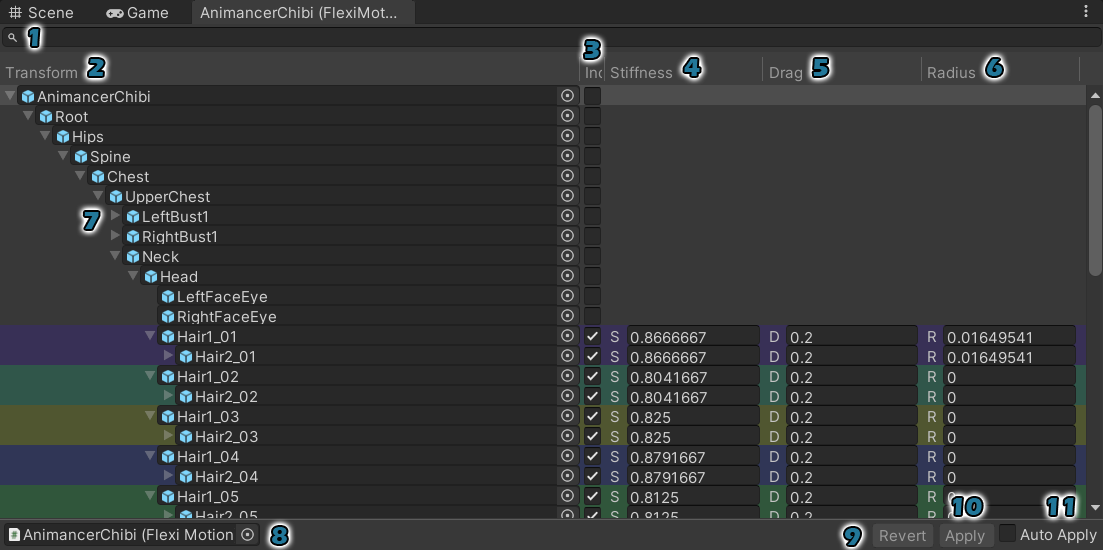 Scene Game AnimancerChibi (FlexiMot...
1
3
Transform 2 Inc Stiffness 4 Drag 5 Radius 6
AnimancerChibi
Root
Hips
Spine
Chest
UpperChest
7 LeftBust1
RightBust1
Neck
Head
LeftFaceEye
RightFaceEye
Hair1_01 S 0.8666667 D 0.2 R 0.01649541
Hair2_01 S 0.8666667 D 0.2 R 0.01649541
Hair1_02 S 0.8041667 D 0.2 R 0
Hair2_02 S 0.8041667 D 0.2 R 0
Hair1_03 S 0.825 D 0.2 R 0
Hair2_03 S 0.825 D 0.2 R 0
Hair1_04 S 0.8791667 D 0.2 R 0
Hair2_04 S 0.8791667 D 0.2 R 0
Hair1_05 S 0.8125 D 0.2 R 0
Hair2_05 S 0.8125 D 0.2 R 10 11
AnimancerChibi (Flexi Motion 8 9 Revert Apply Auto Apply